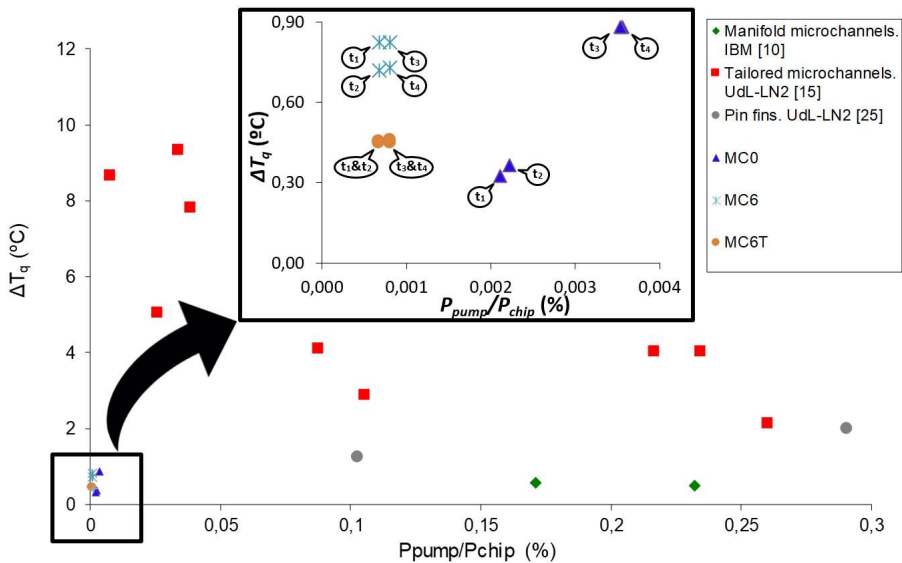 12
10
8
6
4
2
0
ΔTq (ºC)
0
0,05
0,1
0,15
0,2
0,25
0,3
Ppump/Pchip (%)
0,90
0,60
0,30
0,00
ΔTq (ºC)
0,000
0,001
0,002
0,003
0,004
Ppump/Pchip (%)
t1
t3
t2
t4
t1&t2
t3&t4
t1
t2
t3
t4
Manifold microchannels.
IBM [10]
Tailored microchannels.
UdL-LN2 [15]
Pin fins. UdL-LN2 [25]
MC0
MC6
MC6T